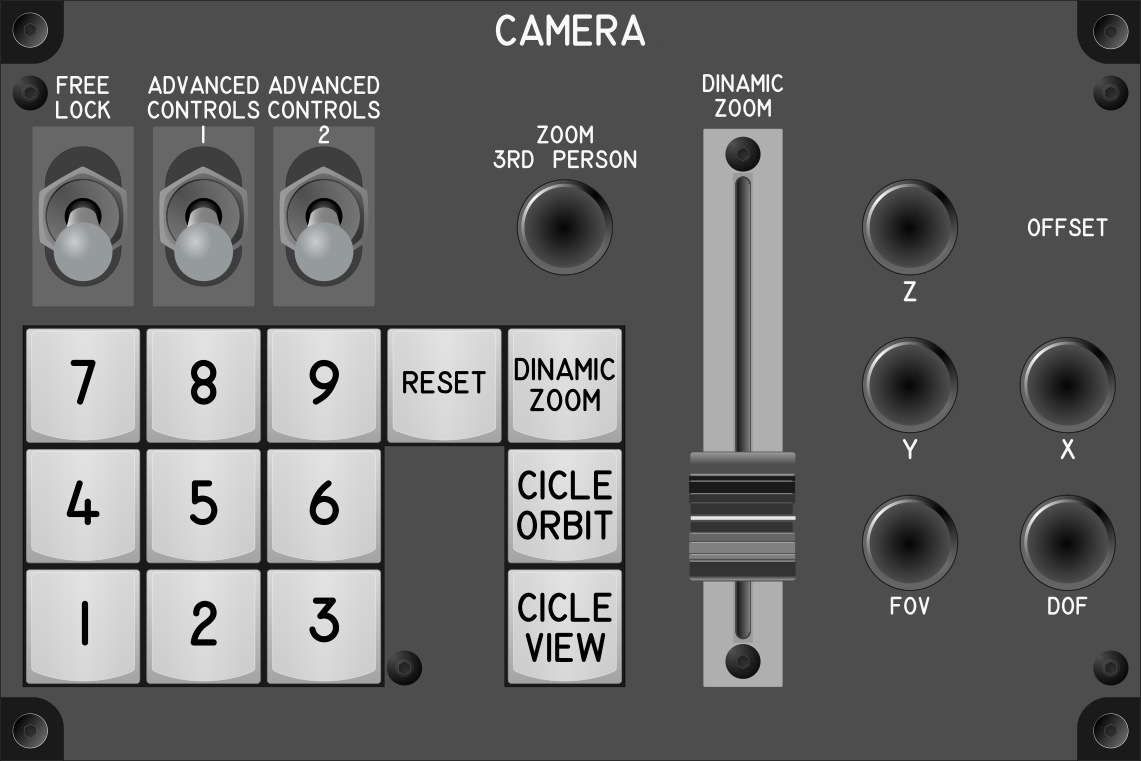 CAMERA
FREE
LOCK
ADVANCED
CONTROLS
1
ADVANCED
CONTROLS
2
ZOOM
3RD PERSON
DINAMIC
ZOOM
Z
OFFSET
7
8
9
RESET
DINAMIC
ZOOM
Y
X
4
5
6
CICLE
ORBIT
FOV
DOF
1
2
3
CICLE
VIEW